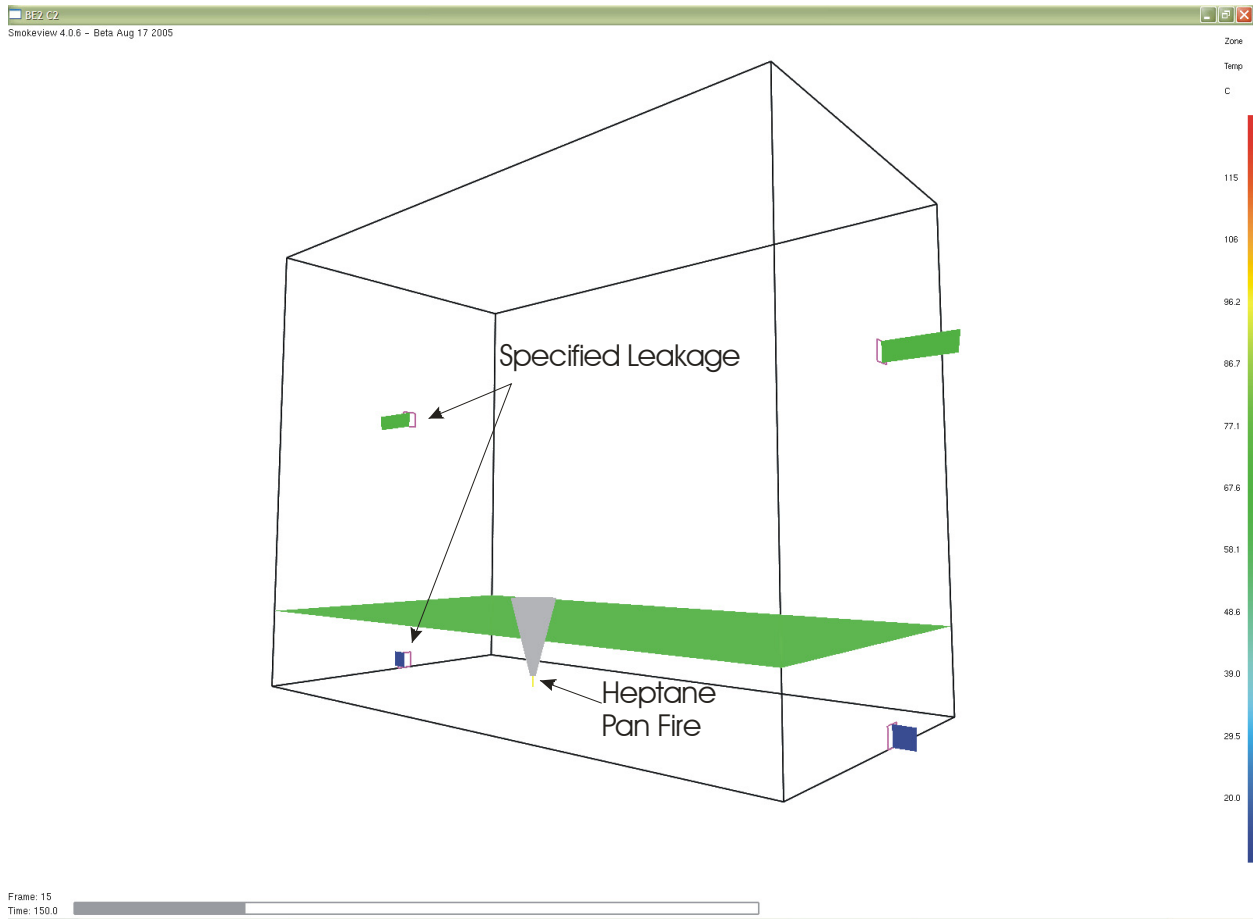 BE2 C2
Smokeview 4.0.6 - Beta Aug 17 2005
Zone
Temp
C
115
106
96.2
86.7
77.1
67.6
58.1
48.6
39.0
29.5
20.0
Specified Leakage
Heptane
Pan Fire
Frame: 15
Time: 150.0